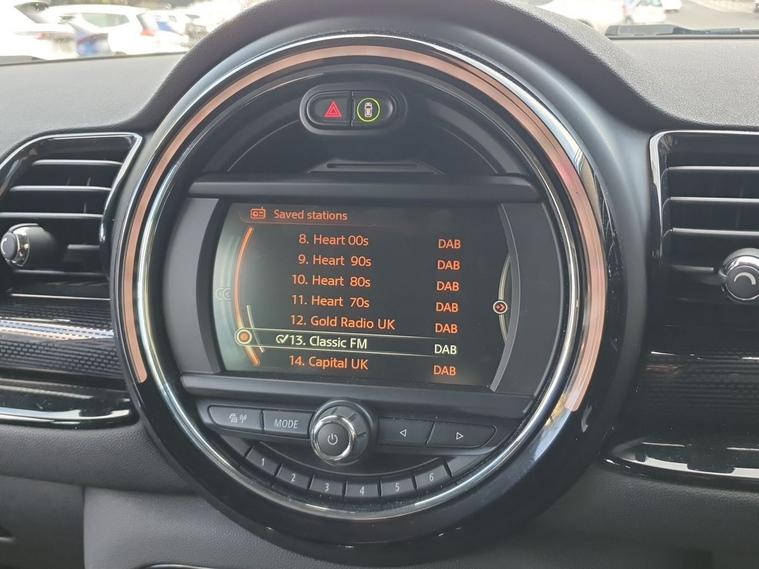 Saved stations
8. Heart 00s DAB
9. Heart 90s DAB
10. Heart 80s DAB
11. Heart 70s DAB
12. Gold Radio UK DAB
13. Classic FM DAB
14. Capital UK DAB
MODE
1 2 3 4 5 6